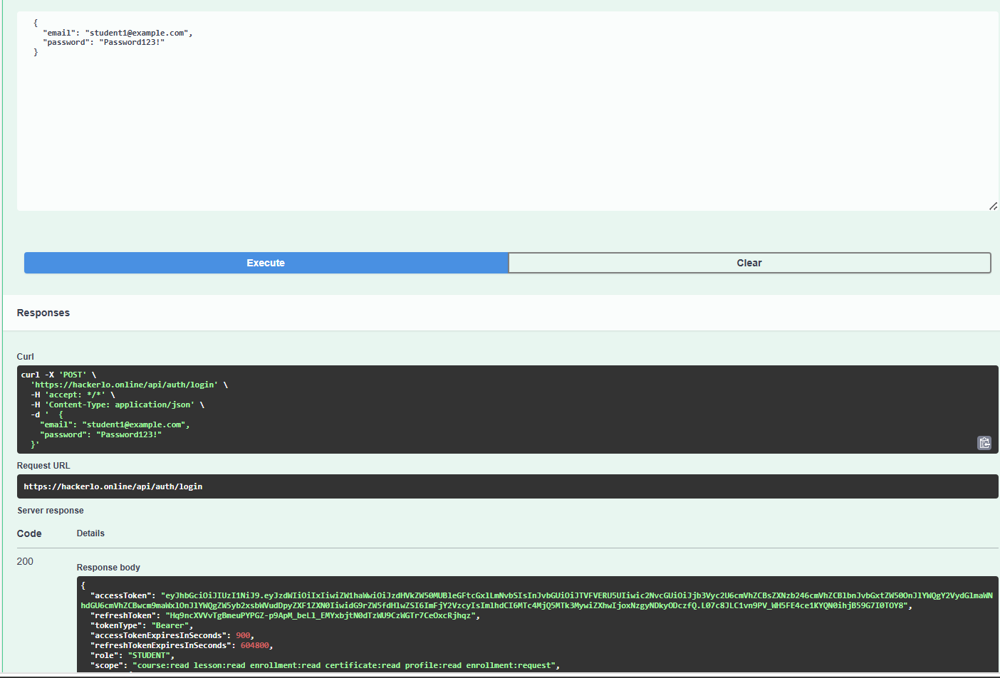 {
"email": "student1@example.com",
"password": "Password123!"
}
Execute
Clear
Responses
Curl
curl -X 'POST' \
'https://hackerlo.online/api/auth/login' \
-H 'accept: */*' \
-H 'Content-Type: application/json' \
-d ' {
"email": "student1@example.com",
"password": "Password123!"
}'
Request URL
https://hackerlo.online/api/auth/login
Server response
Code
Details
200
Response body
{
"accessToken":
"refreshToken":
"tokenType": "Bearer",
"accessTokenExpiresInSeconds": 900,
"refreshTokenExpiresInSeconds": 604800,
"role": "STUDENT",
"scope": "course:read lesson:read enrollment:read certificate:read profile:read enrollment:request",